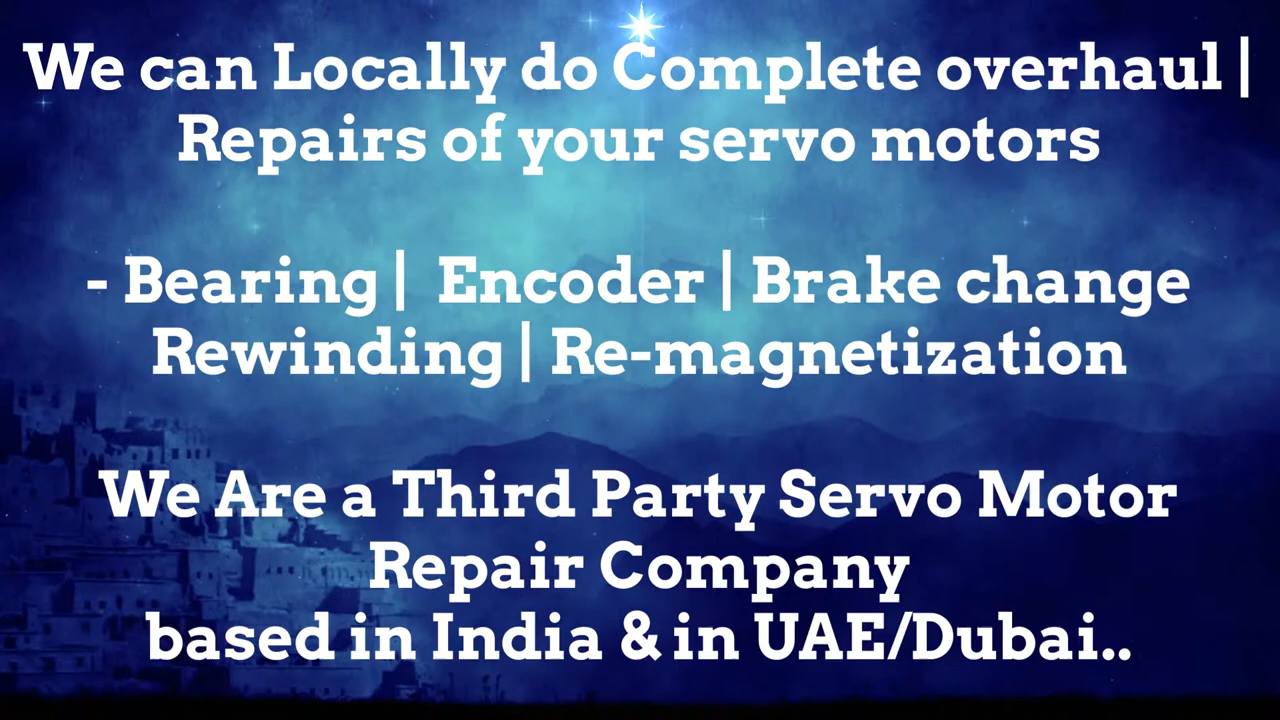 We can Locally do Complete overhaul |
Repairs of your servo motors
- Bearing | Encoder | Brake change
Rewinding | Re-magnetization
We Are a Third Party Servo Motor
Repair Company
based in India & in UAE/Dubai..